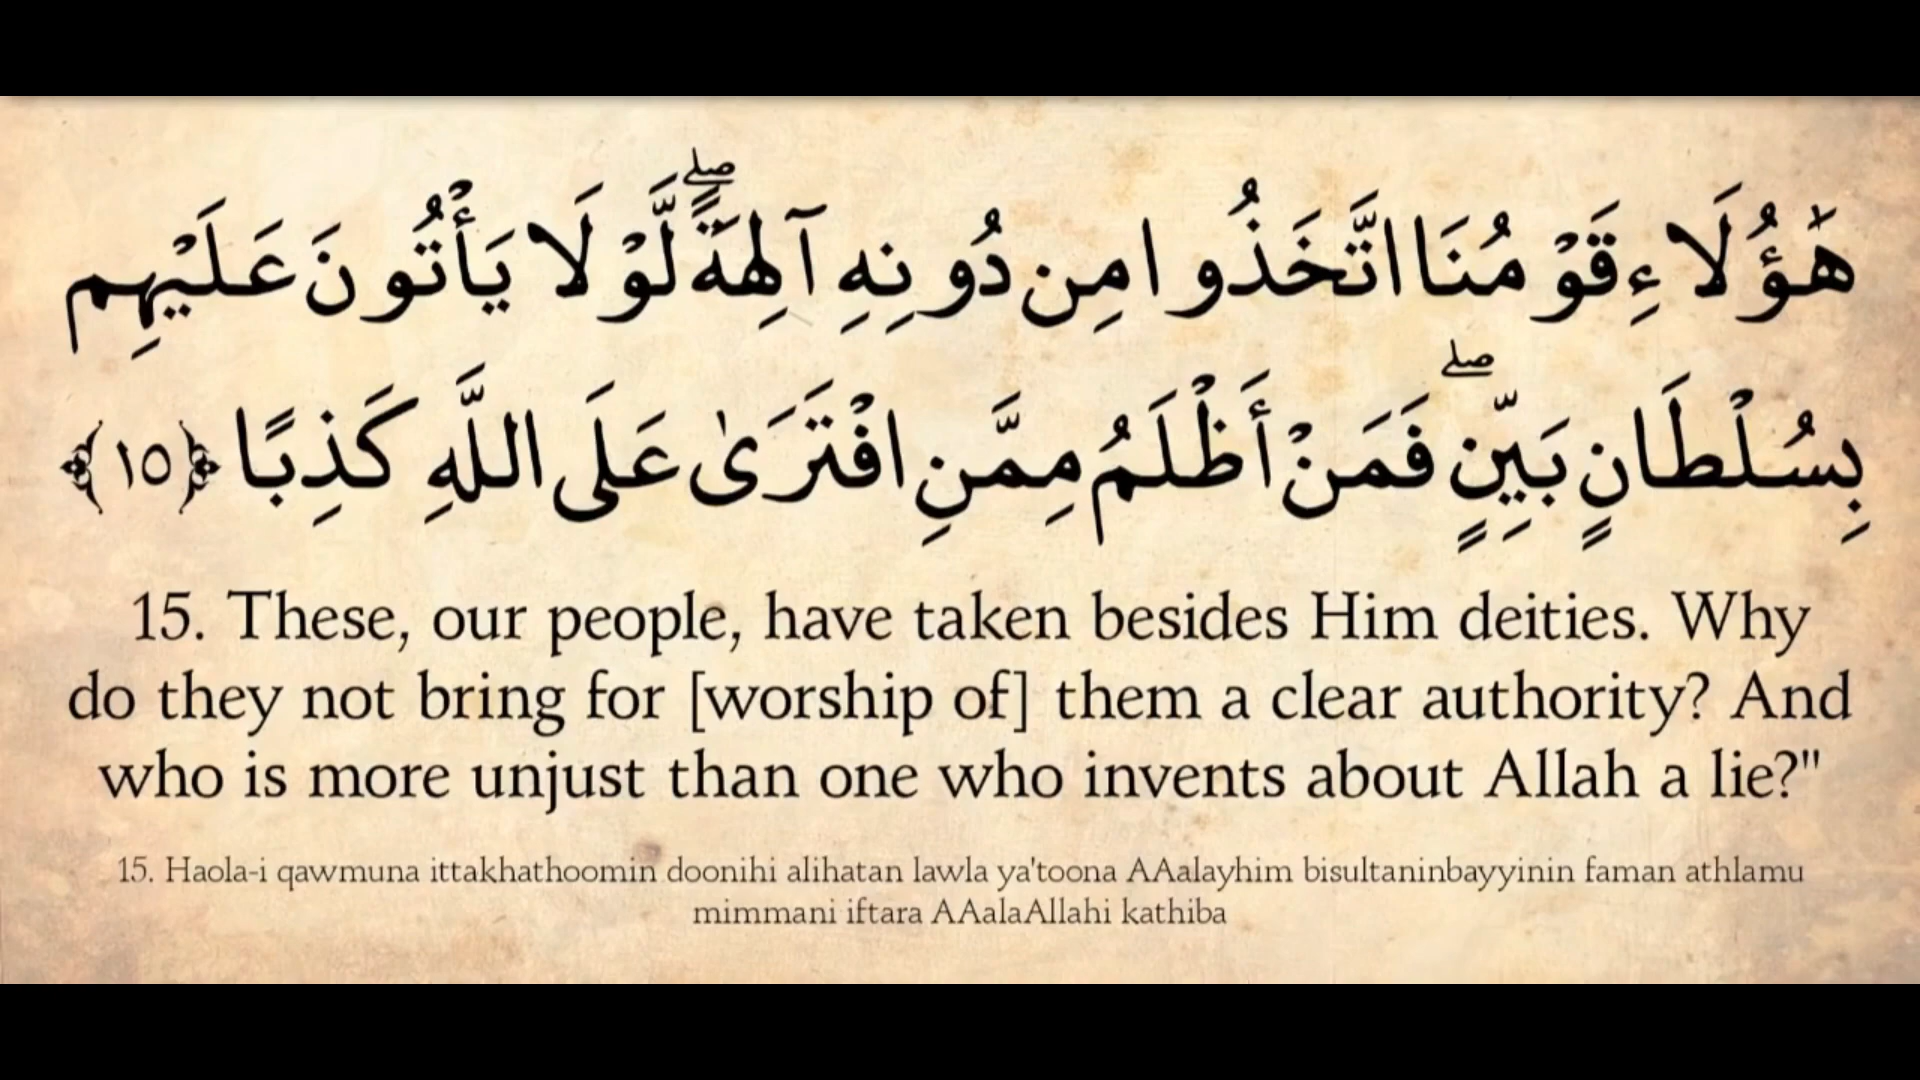 هَٰؤُلَاءِ قَوْمُنَا اتَّخَذُوا مِن دُونِهِ آلِهَةً ۖ لَّوْلَا يَأْتُونَ عَلَيْهِم
بِسُلْطَانٍ بَيِّنٍ ۖ فَمَنْ أَظْلَمُ مِمَّنِ افْتَرَىٰ عَلَى اللَّهِ كَذِبًا ﴿١٥﴾
15. These, our people, have taken besides Him deities. Why
do they not bring for [worship of] them a clear authority? And
who is more unjust than one who invents about Allah a lie?"
15. Haola-i qawmuna ittakhathoomin doonihi alihatan lawla ya'toona AAalayhim bisultaninbayyinin faman athlamu
mimmani iftara AAalaAllahi kathiba